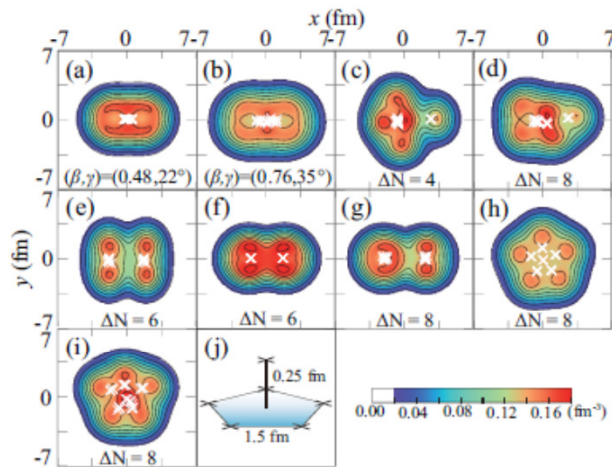 x fm
-7 0 7-7 0 7-7 0 7-7 0 7
7
0
-7
(a)
(b)
(c)
(d)
(β,γ)=(0.48,22°)
(β,γ)=(0.76,35°)
ΔN = 4
ΔN = 8
y (fm)
7
0
-7
(e)
(f)
(g)
(h)
ΔN = 6
ΔN = 6
ΔN = 8
ΔN = 8
7
0
-7
(i)
(j)
ΔN = 8
0.25 fm
1.5 fm
0.00 0.04 0.08 0.12 0.16 (fm⁻³)